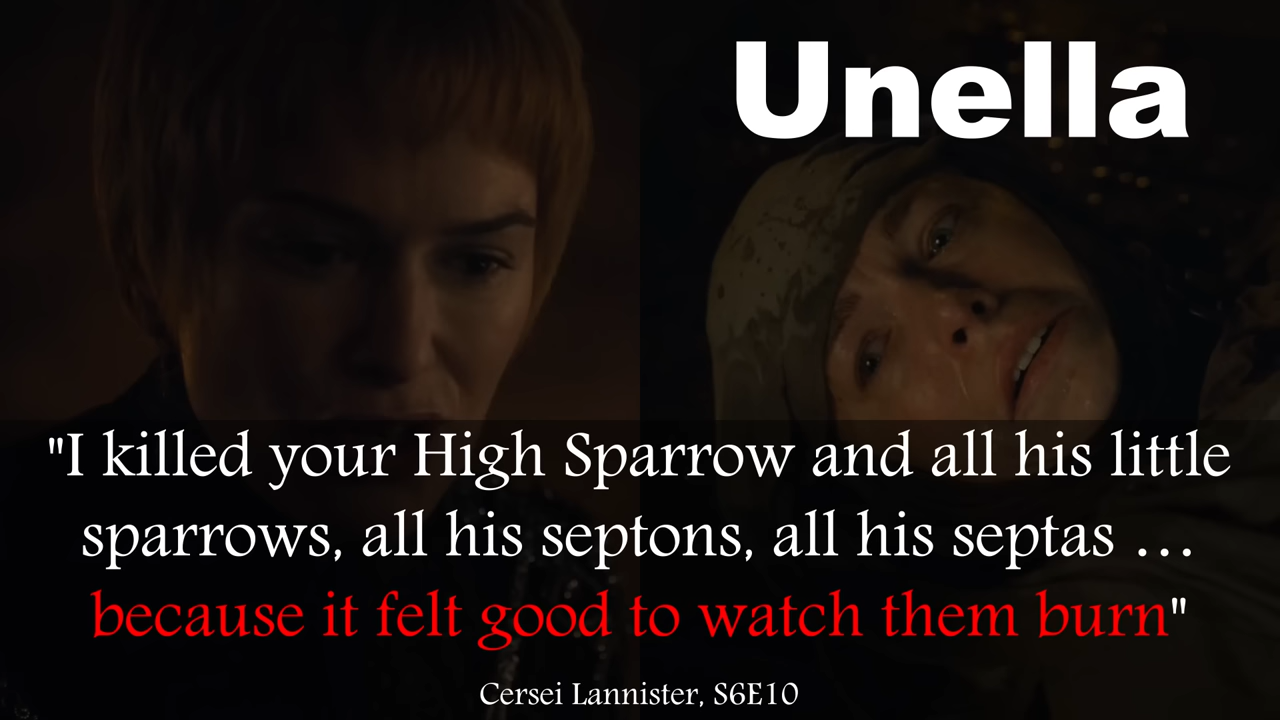 Unella
"I killed your High Sparrow and all his little
sparrows, all his septons, all his septas …
because it felt good to watch them burn"
Cersei Lannister, S6E10